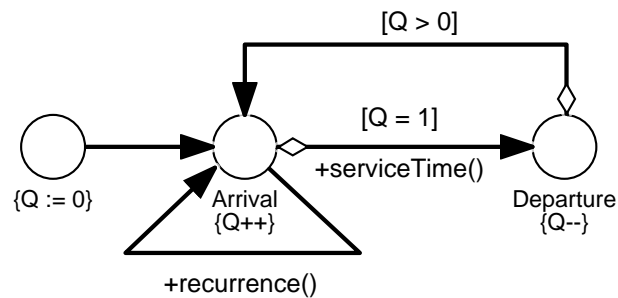 [Q > 0]
[Q = 1]
+serviceTime()
{Q := 0}
Arrival
{Q++}
Departure
{Q--}
+recurrence()